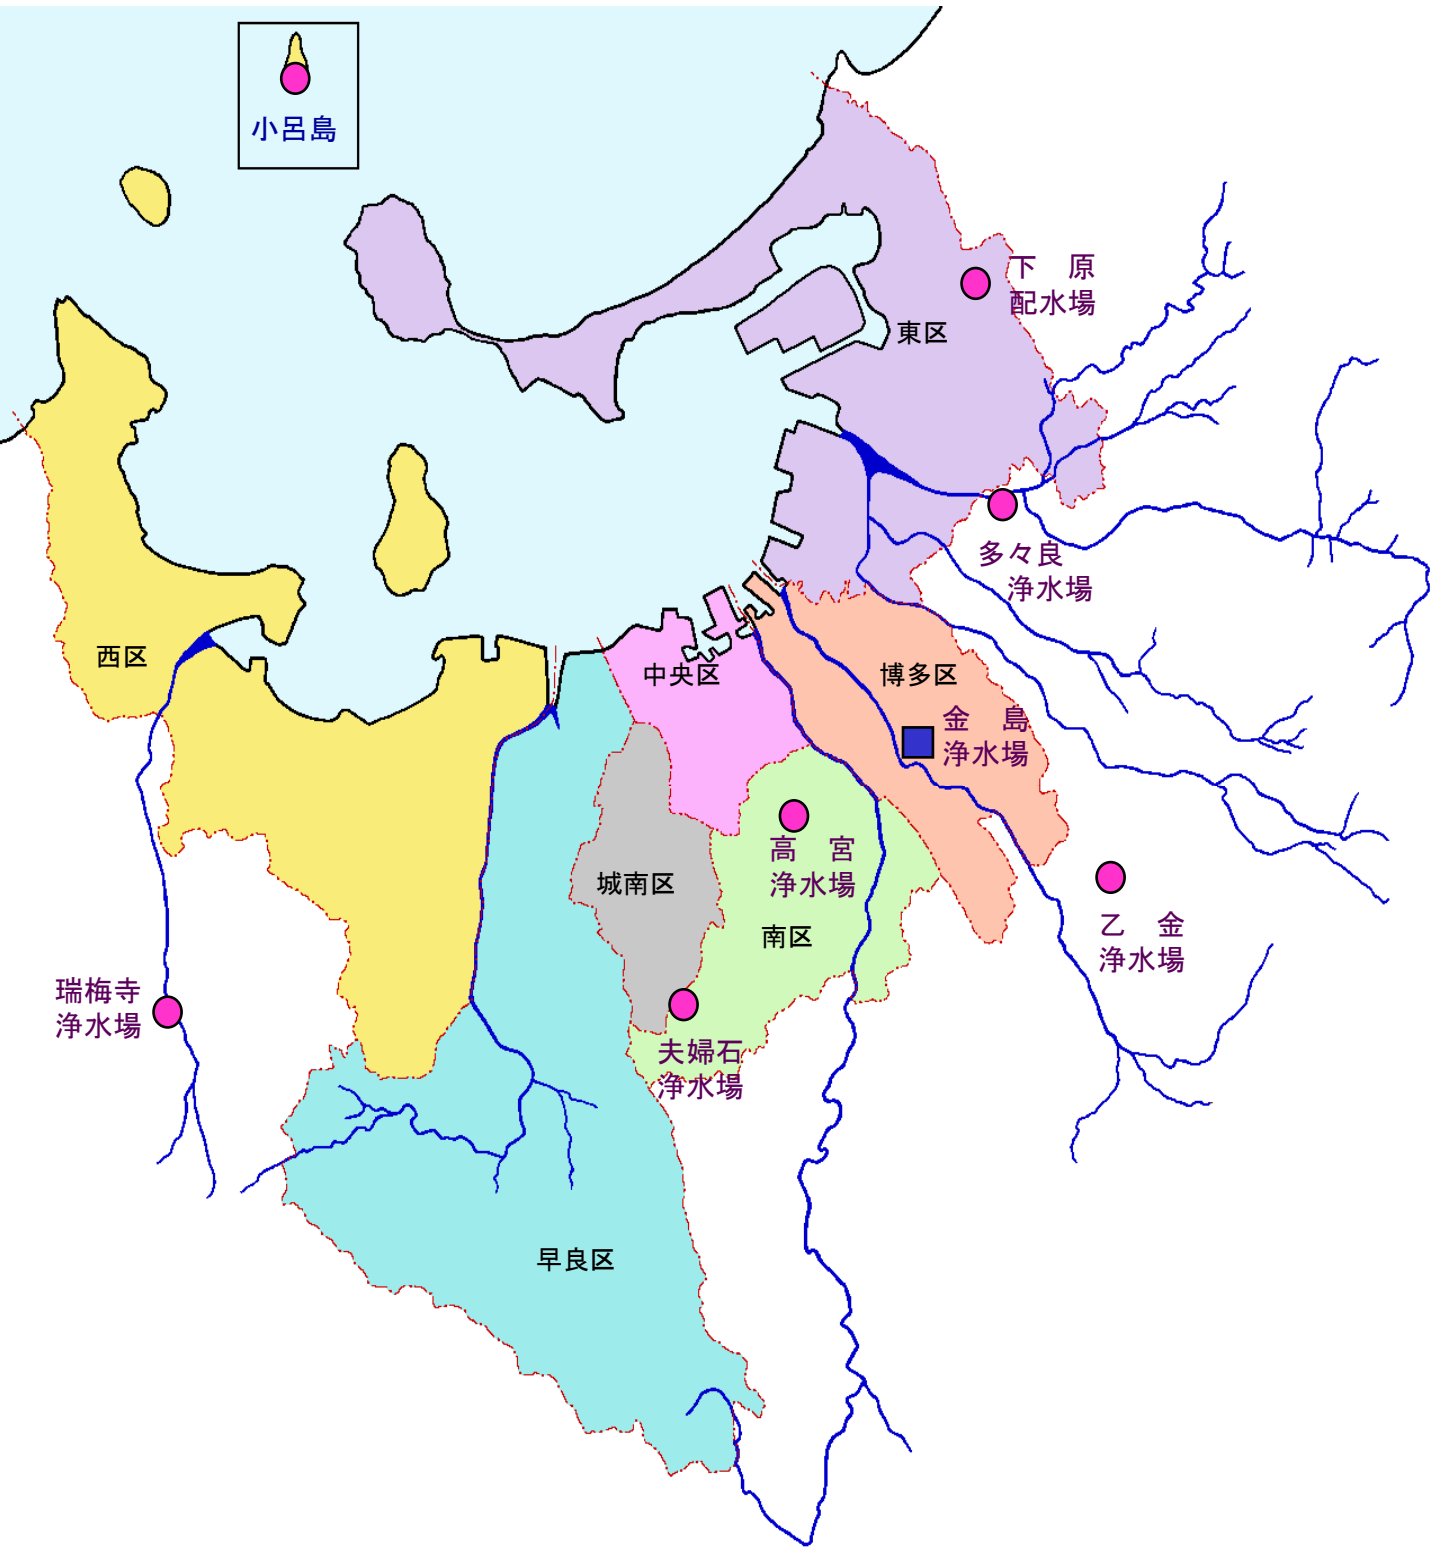 小呂島
下　原
配水場
東区
多々良
浄水場
西区
中央区
博多区
金　島
浄水場
高　宮
浄水場
城南区
南区
乙　金
浄水場
瑞梅寺
浄水場
夫婦石
浄水場
早良区